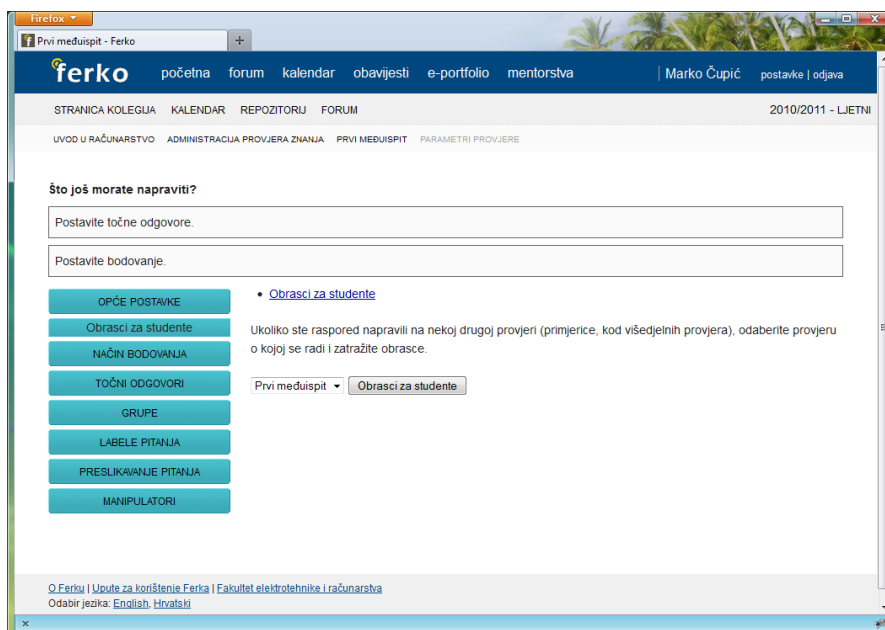 Firefox
Prvi međuispit - Ferko
ferko početna forum kalendar obavijesti e-portfolio mentorstva | Marko Čupić postavke | odjava
STRANICA KOLEGIJA KALENDAR REPOZITORIJ FORUM 2010/2011 - LJETNI
UVOD U RAČUNARSTVO ADMINISTRACIJA PROVJERA ZNANJA PRVI MEĐUISPIT PARAMETRI PROVJERE
Što još morate napraviti?
Postavite točne odgovore.
Postavite bodovanje.
OPĆE POSTAVKE
Obrasci za studente
NAČIN BODOVANJA
TOČNI ODGOVORI
GRUPE
LABELE PITANJA
PRESLIKAVANJE PITANJA
MANIPULATORI
• Obrasci za studente
Ukoliko ste raspored napravili na nekoj drugoj provjeri (primjerice, kod višedjelnih provjera), odaberite provjeru
o kojoj se radi i zatražite obrasce.
Prvi međuispit Obrasci za studente
O Ferku | Upute za korištenje Ferka | Fakultet elektrotehnike i računarstva
Odabir jezika: English, Hrvatski